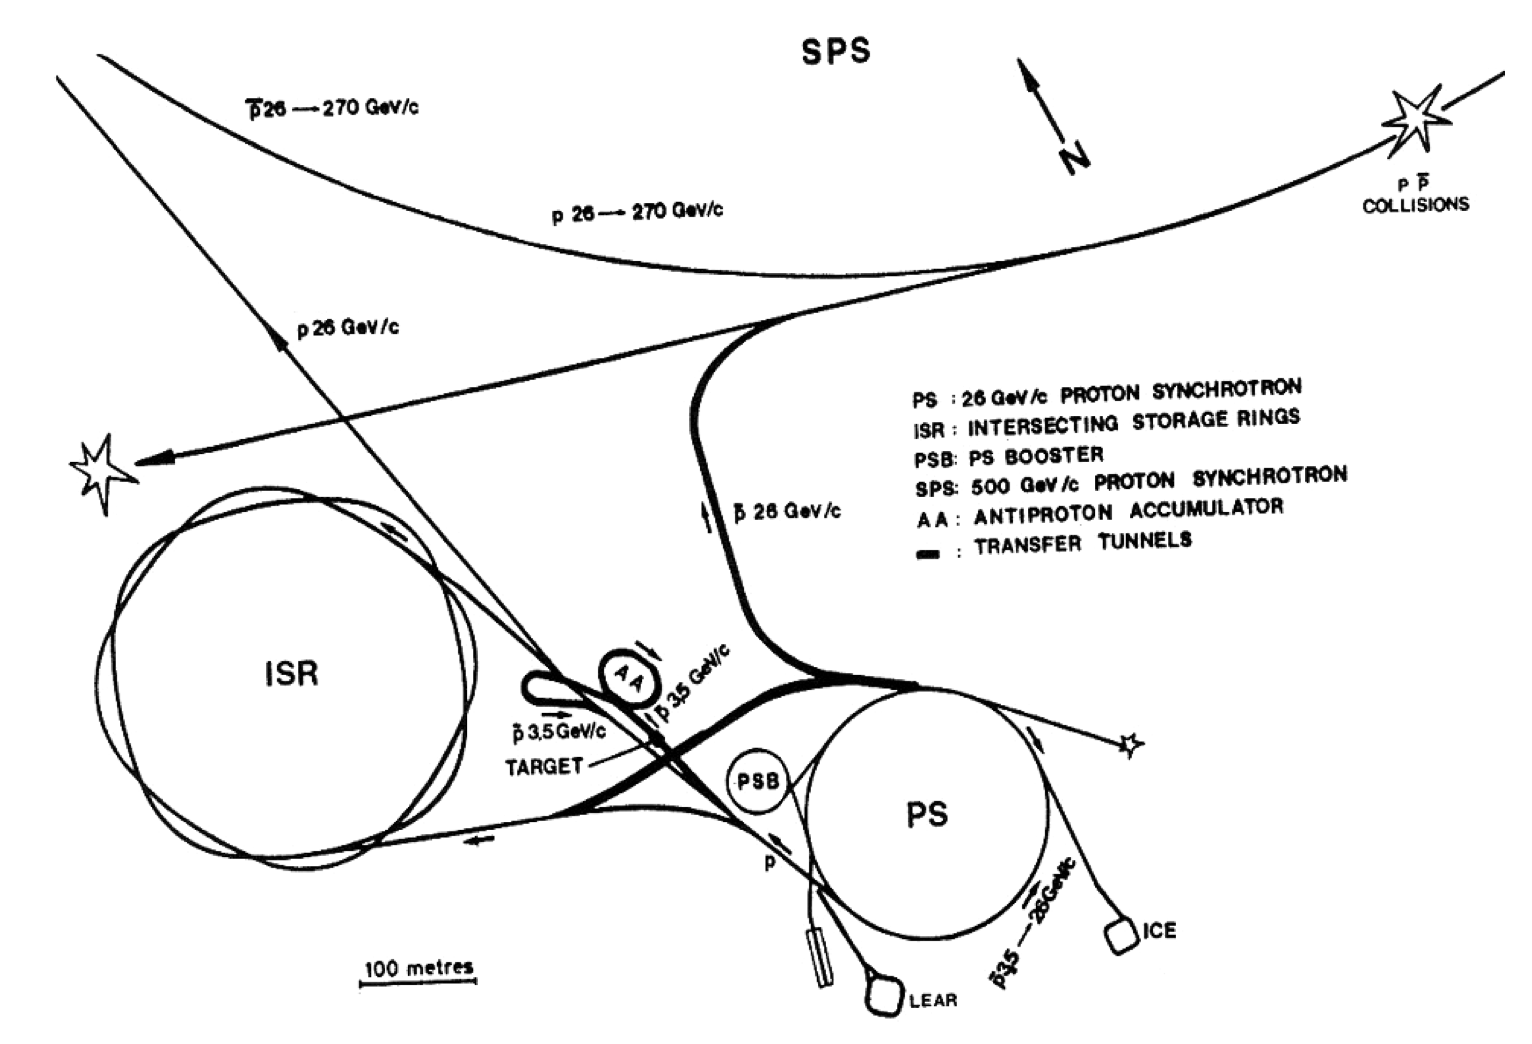 SPS
p̅ 26 → 270 GeV/c
N
P P̅
COLLISIONS
p 26 → 270 GeV/c
p 26 GeV/c
PS : 26 GeV/c PROTON SYNCHROTRON
ISR : INTERSECTING STORAGE RINGS
PSB: PS BOOSTER
SPS: 500 GeV/c PROTON SYNCHROTRON
AA : ANTIPROTON ACCUMULATOR
▬ : TRANSFER TUNNELS
p̅ 26 GeV/c
ISR
AA
p̅ 3,5 GeV/c
p̅ 3,5 GeV/c
TARGET
PSB
PS
p
p̅ 3,5 — 26 GeV/c
ICE
100 metres
LEAR